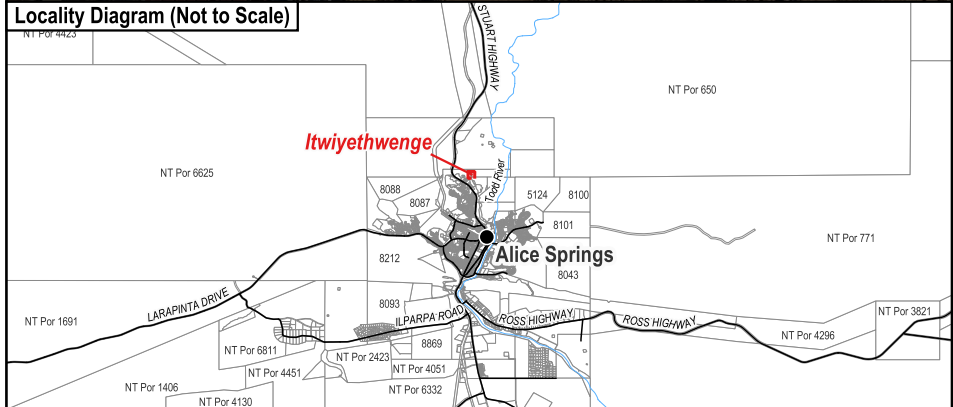 Locality Diagram (Not to Scale)
NT Por 4423
STUART HIGHWAY
NT Por 650
Itwiyethwenge
Todd River
NT Por 6625
8088
8087
5124
8100
8101
NT Por 771
Alice Springs
8212
8043
LARAPINTA DRIVE
8093
ILPARPA ROAD
ROSS HIGHWAY
ROSS HIGHWAY
NT Por 3821
NT Por 1691
NT Por 4296
NT Por 6811
NT Por 2423
8869
NT Por 4451
NT Por 4051
NT Por 1406
NT Por 6332
NT Por 4130